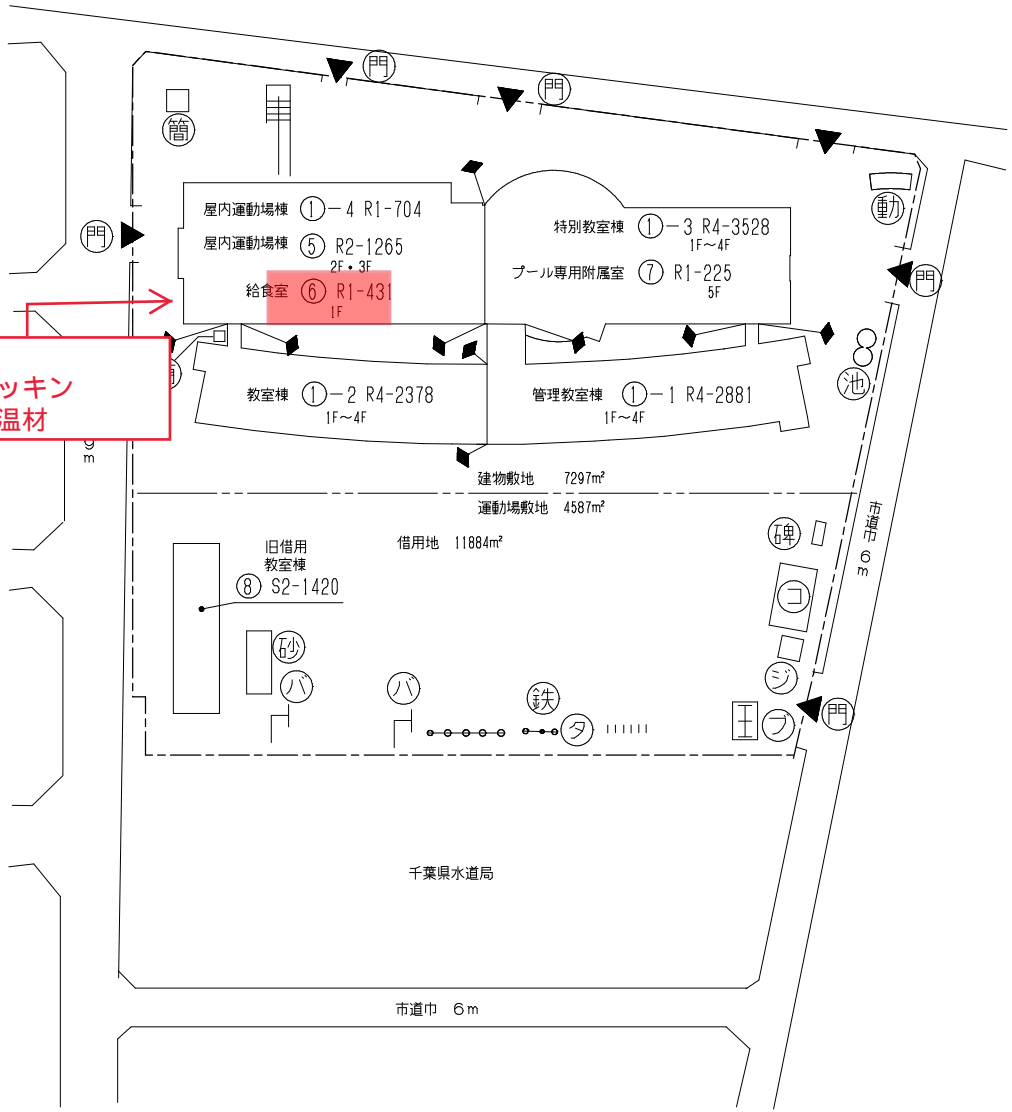 門
門
簡
動
門
門
屋内運動場棟 ①−4 R1-704
屋内運動場棟 ⑤ R2-1265
2F・3F
給食室 ⑥ R1-431
1F
特別教室棟 ①−3 R4-3528
1F〜4F
プール専用附属室 ⑦ R1-225
5F
ッキン
温材
教室棟 ①−2 R4-2378
1F〜4F
管理教室棟 ①−1 R4-2881
1F〜4F
池
m
建物敷地 7297m²
運動場敷地 4587m²
借用地 11884m²
市道巾 6m
碑
コ
旧借用
教室棟
⑧ S2-1420
砂
バ
バ
鉄
タ
ジ
プ
門
千葉県水道局
市道巾 6m